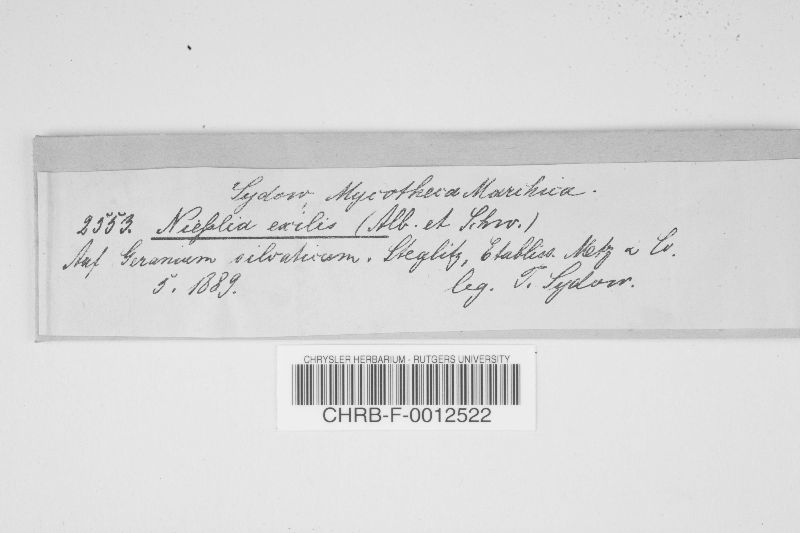 Sydow, Mycotheca Marchica.
2553. Niesslia exilis (Alb. et Schw.)
Auf Geranium silvaticum. Steglitz, Etabliss. Metz & Co.
5. 1889. leg. P. Sydow.
CHRYSLER HERBARIUM - RUTGERS UNIVERSITY
CHRB-F-0012522